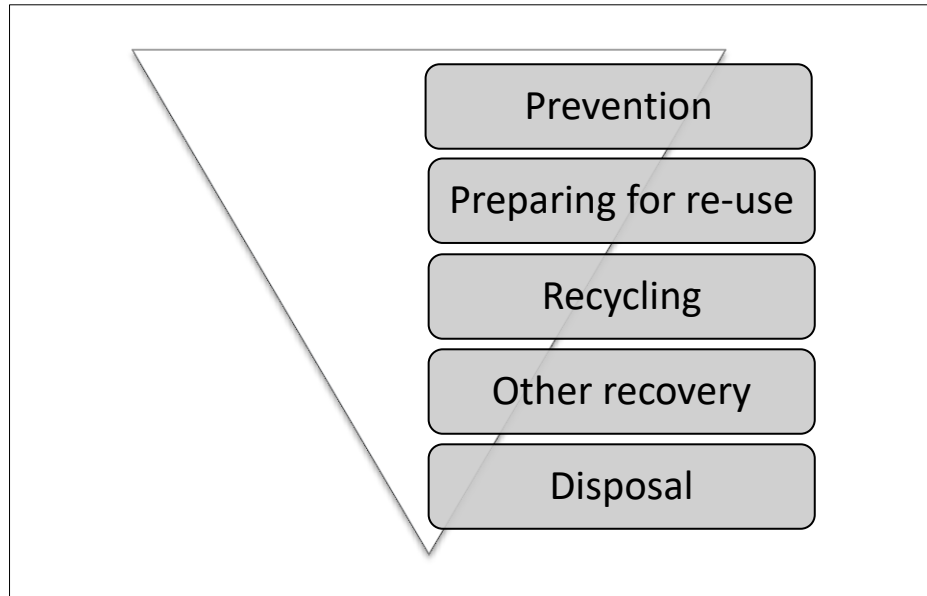 Prevention
Preparing for re-use
Recycling
Other recovery
Disposal